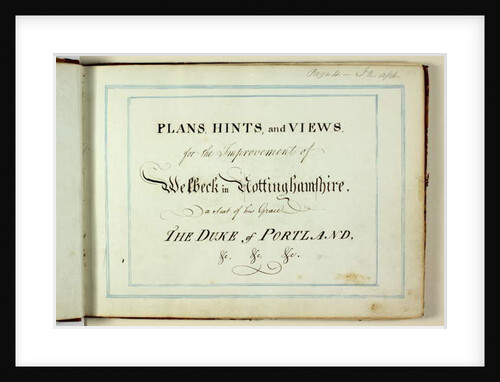 PLANS, HINTS, and VIEWS,
for the Improvement of
Welbeck in Nottinghamshire.
a Seat of his Grace
THE DUKE of PORTLAND,
&c. &c. &c.